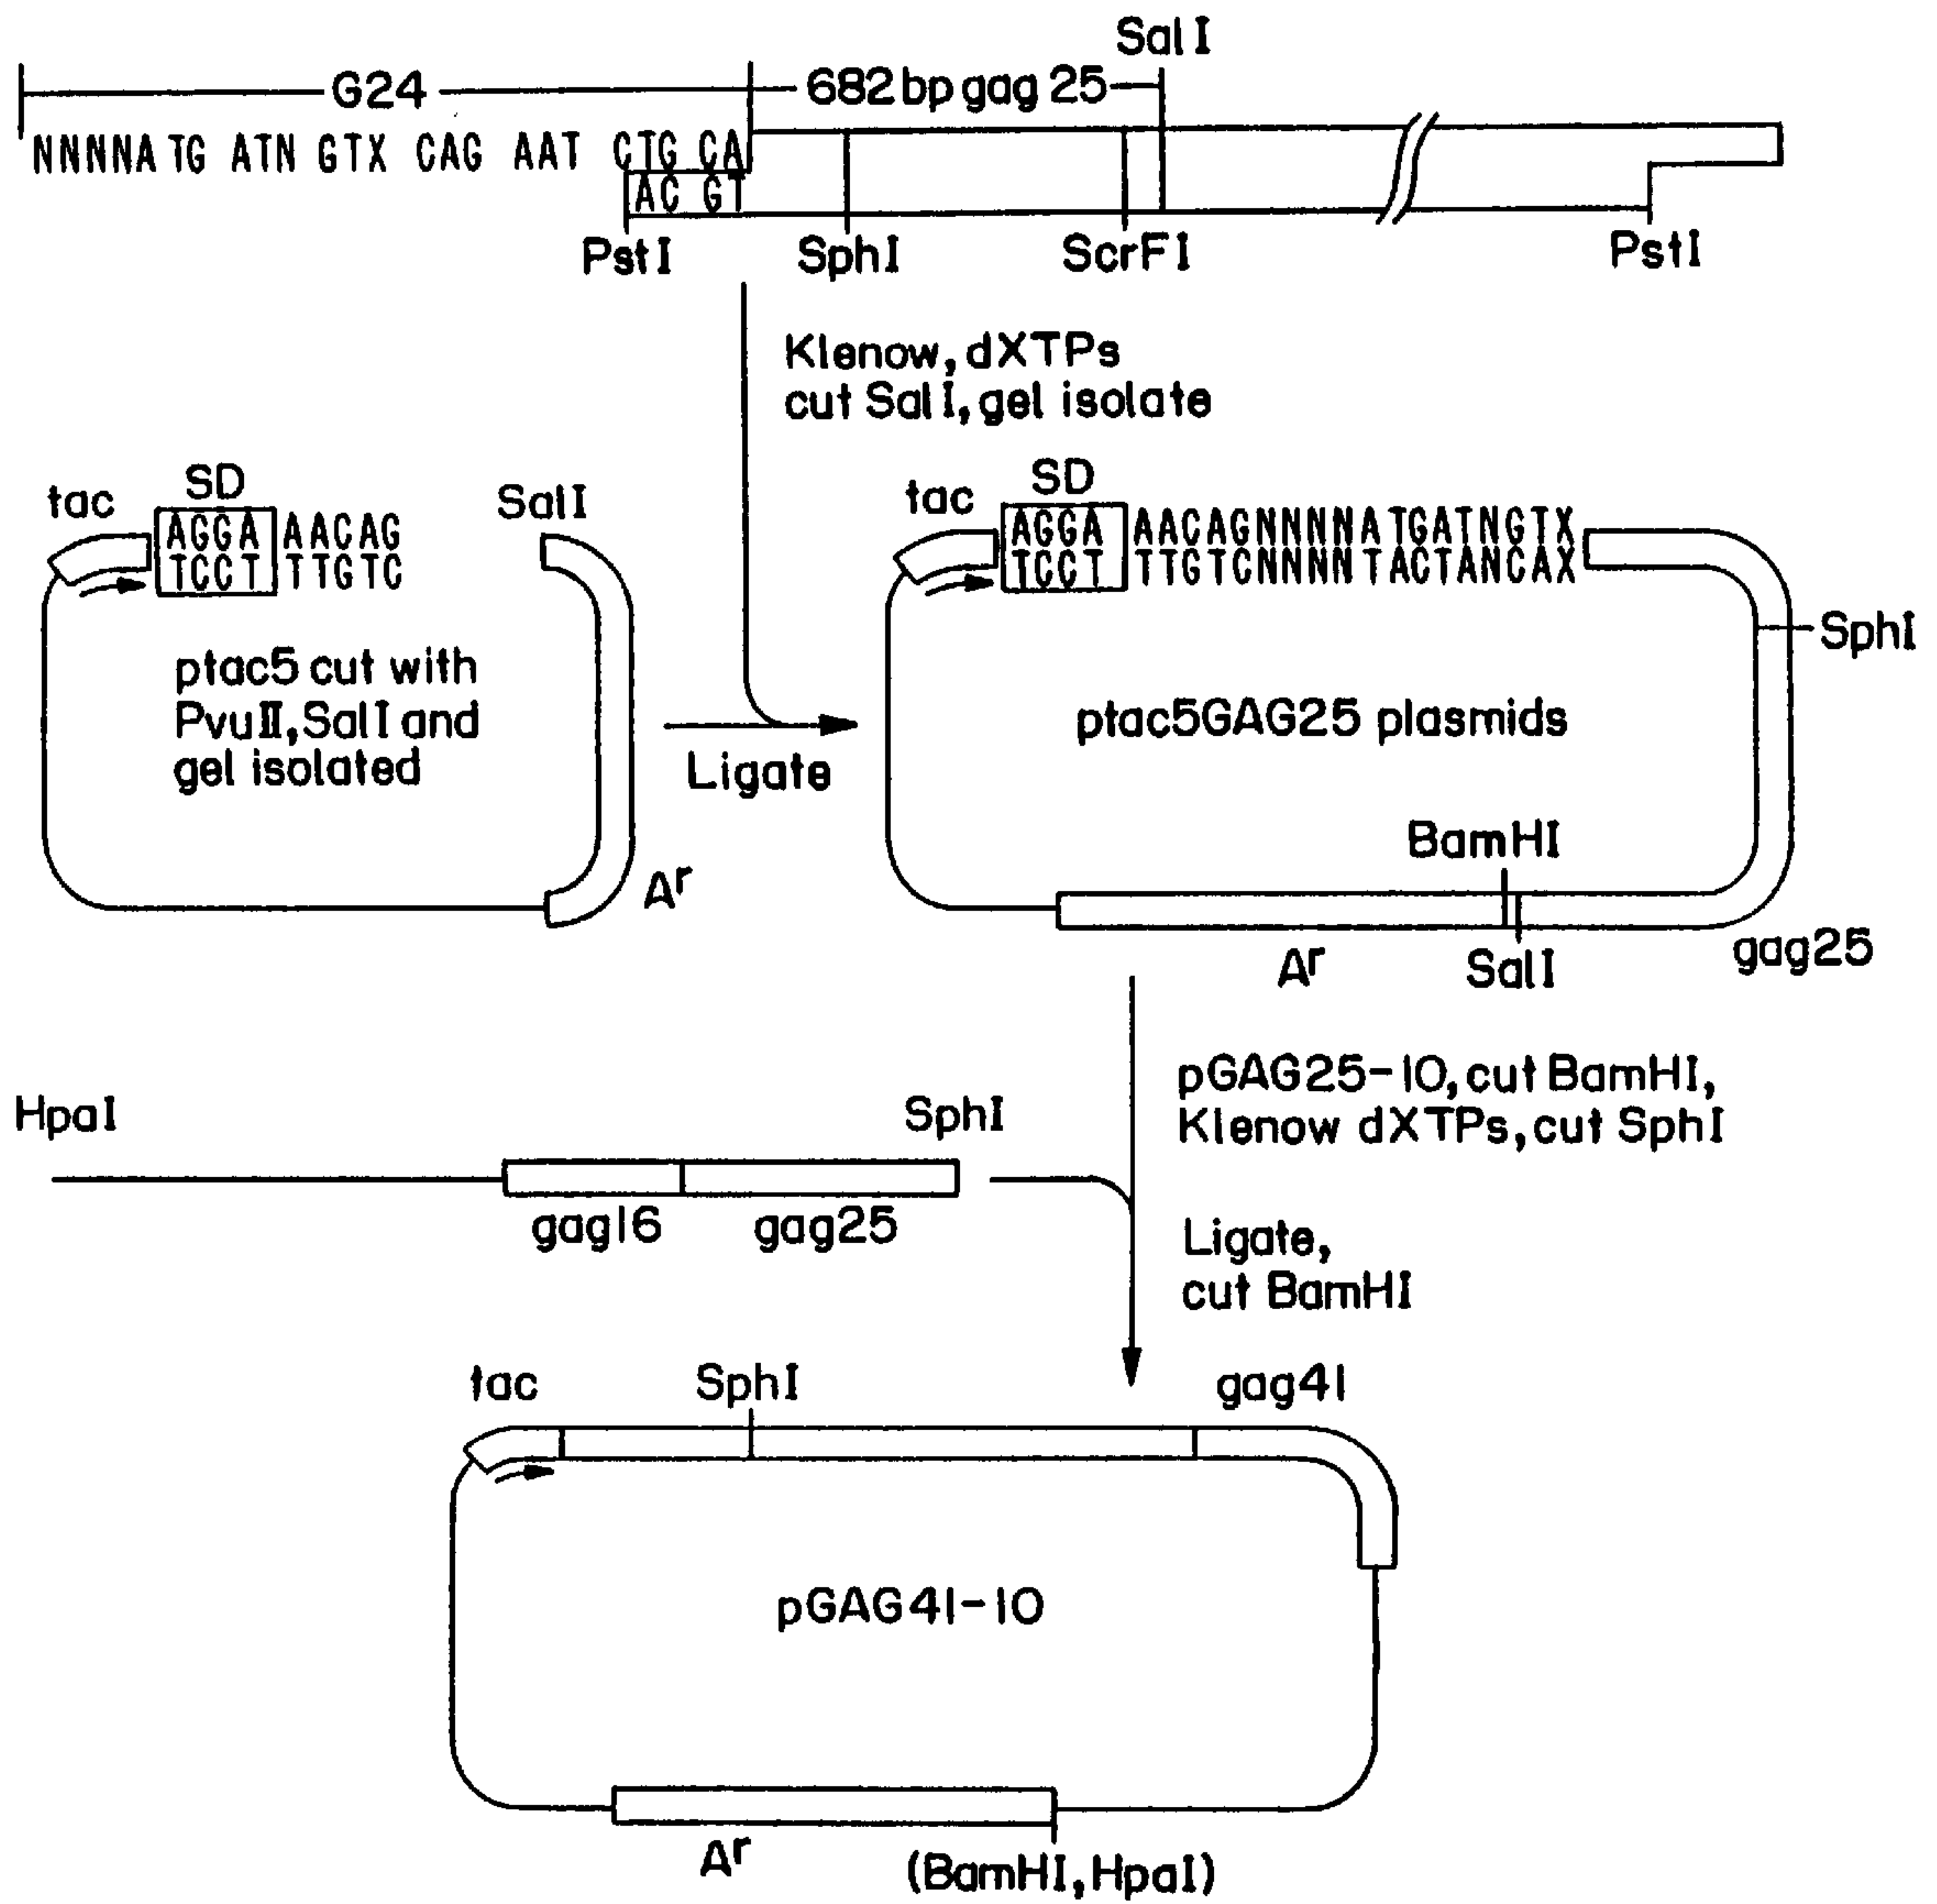 SalI
G24
682bp gag 25
NNNNATG ATN GTX CAG AAT CTG CA
AC GT
PstI
SphI
ScrFI
PstI
Klenow, dXTPs
cut SalI, gel isolate
tac
SD
SalI
AGGA AACAG
TCCT TTGTC
tac
SD
AGGA AACAGNNNNATGATNGTX
TCCT TTGTCNNNNTACTANCAX
SphI
ptac5 cut with
PvuII, SalI and
gel isolated
Ligate
ptac5GAG25 plasmids
BamHI
Ar
Ar
SalI
gag25
pGAG25-10, cut BamHI,
Klenow dXTPs, cut SphI
HpaI
SphI
gag16
gag25
Ligate,
cut BamHI
tac
SphI
gag41
pGAG41-10
Ar
(BamHI, HpaI)